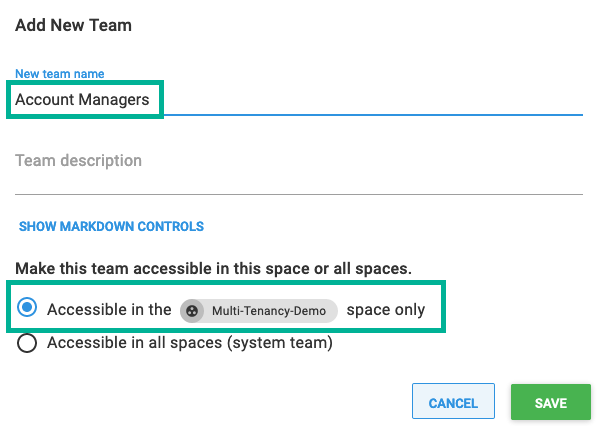 Add New Team
New team name
Account Managers
Team description
SHOW MARKDOWN CONTROLS
Make this team accessible in this space or all spaces.
Accessible in the Multi-Tenancy-Demo space only
Accessible in all spaces (system team)
CANCEL SAVE